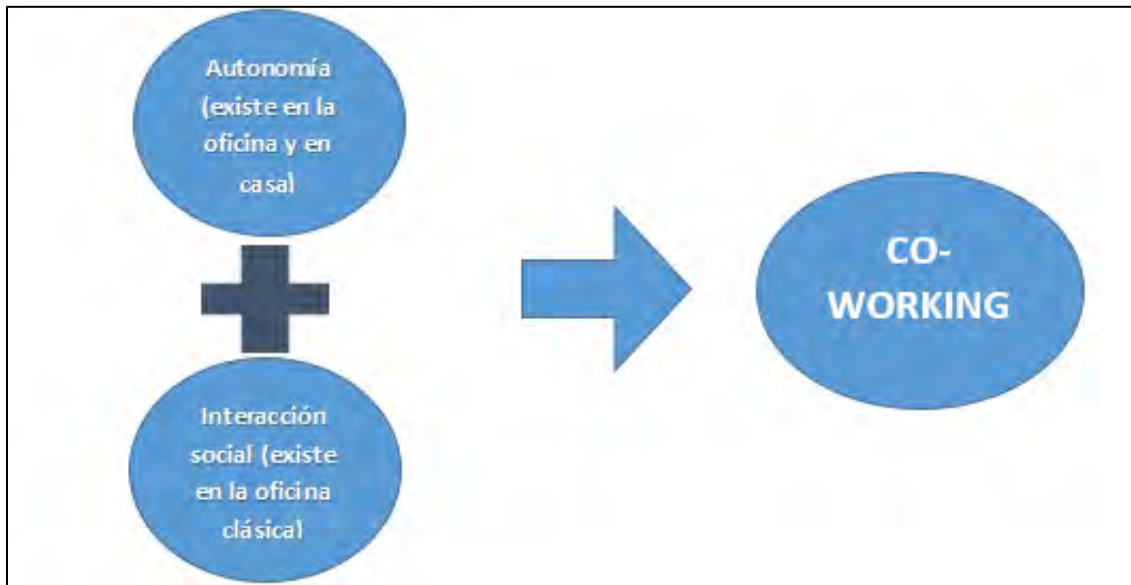 Autonomía
(existe en la
oficina y en
casa)
Interacción
social (existe
en la oficina
clásica)
CO-
WORKING